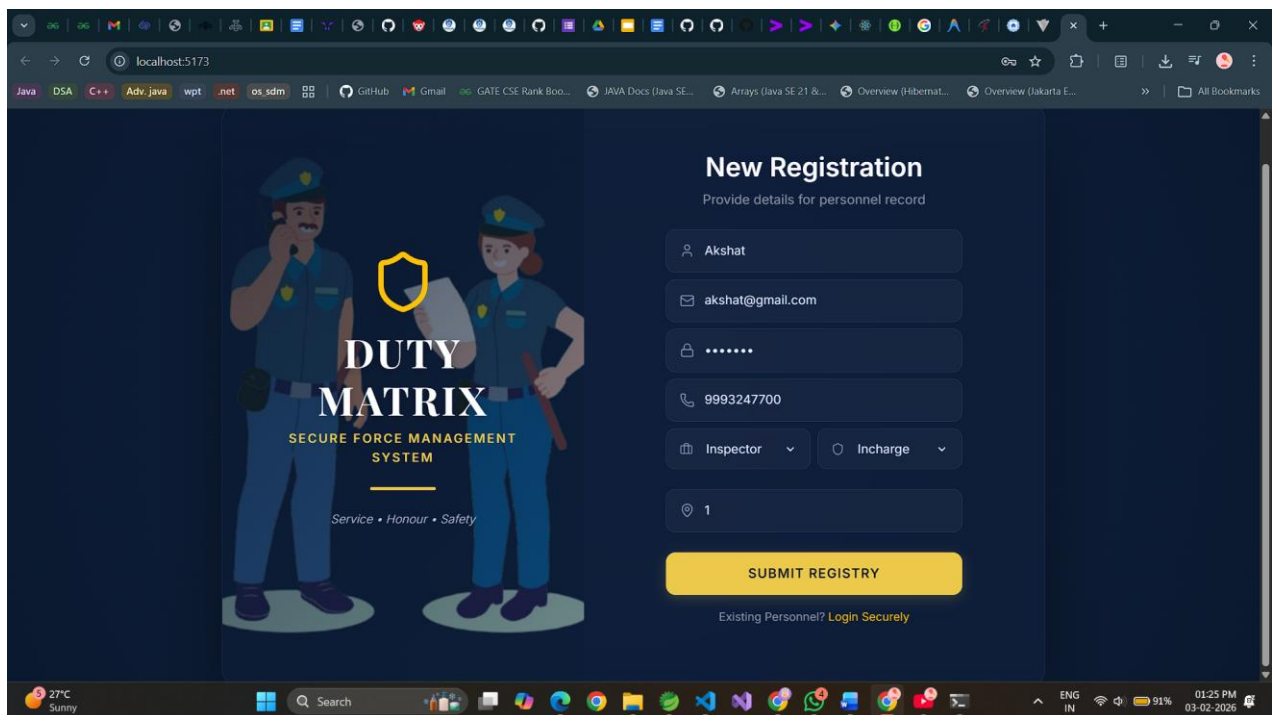 localhost:5173
Java DSA C++ Adv. java wpt .net os_sdm GitHub Gmail GATE CSE Rank Boo... JAVA Docs (Java SE... Arrays (Java SE 21 &... Overview (Hibernat... Overview (Jakarta E... » All Bookmarks
DUTY
MATRIX
SECURE FORCE MANAGEMENT
SYSTEM
Service • Honour • Safety
New Registration
Provide details for personnel record
Akshat
akshat@gmail.com
•••••••
9993247700
Inspector Incharge
1
SUBMIT REGISTRY
Existing Personnel? Login Securely
5 27°C
Sunny
Search
4
ENG
IN
91%
01:25 PM
03-02-2026